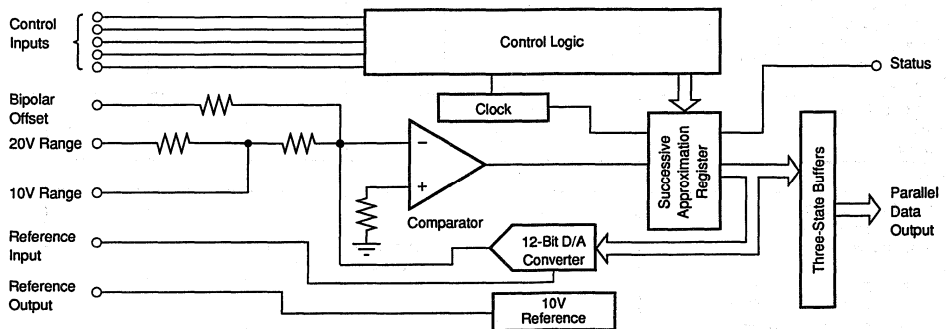 Control
Inputs
Control Logic
Status
Bipolar
Offset
Clock
20V Range
10V Range
−
+
Comparator
Successive
Approximation
Register
Three-State Buffers
Parallel
Data
Output
Reference
Input
12-Bit D/A
Converter
Reference
Output
10V
Reference